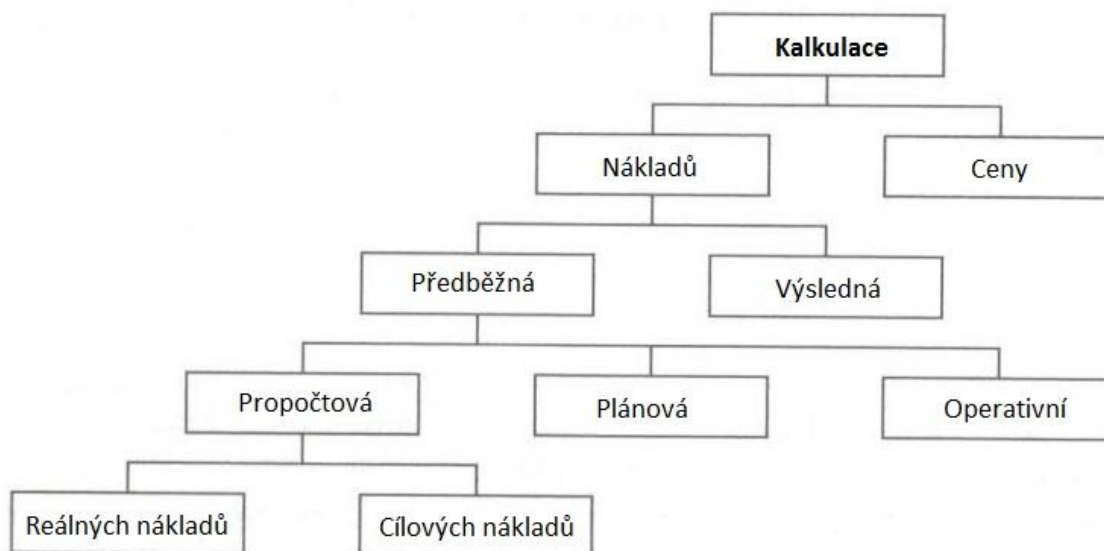 Kalkulace
Nákladů
Ceny
Předběžná
Výsledná
Propočtová
Plánová
Operativní
Reálných nákladů
Cílových nákladů